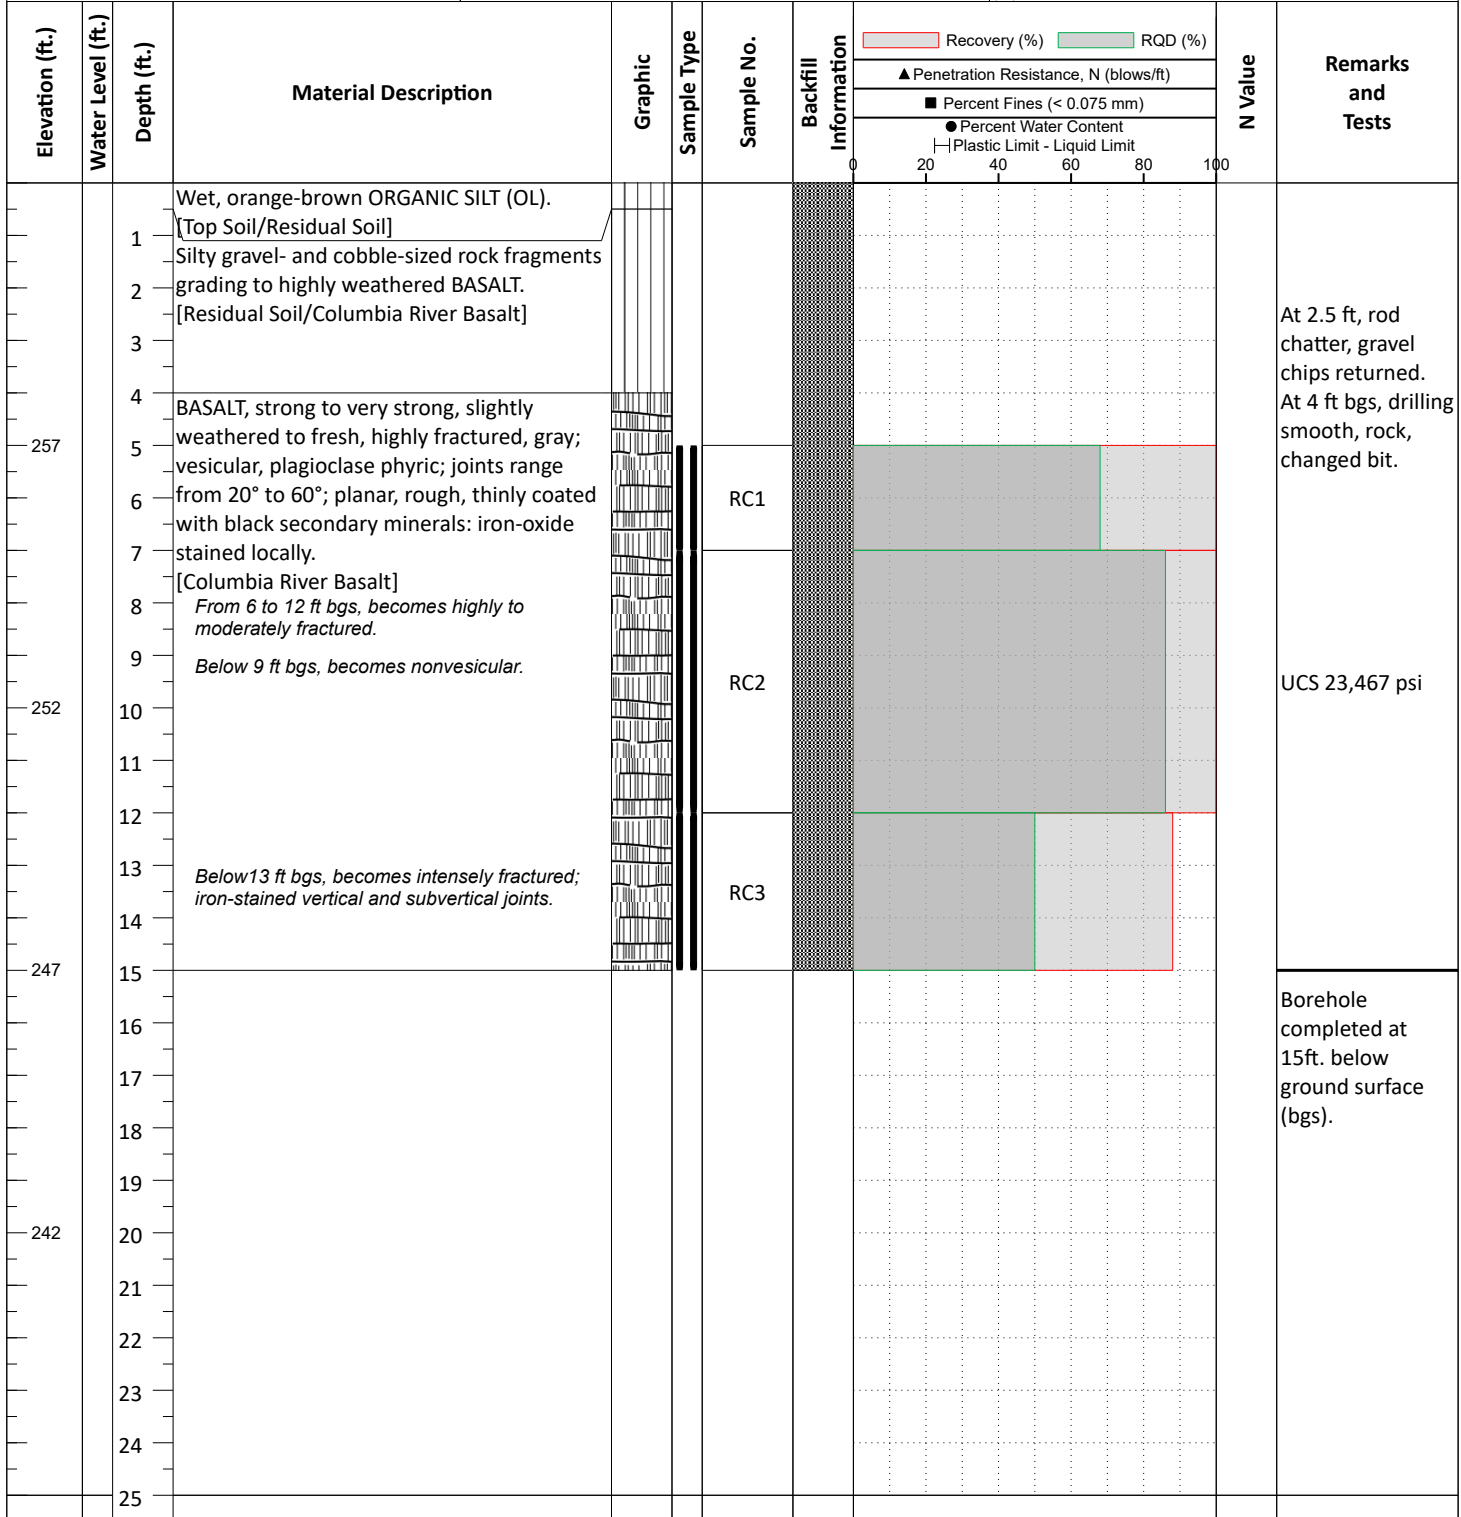 Elevation (ft.)
Water Level (ft.)
Depth (ft.)
Material Description
Graphic
Sample Type
Sample No.
Backfill
Information
Recovery (%) RQD (%)
▲ Penetration Resistance, N (blows/ft)
■ Percent Fines (< 0.075 mm)
● Percent Water Content
Plastic Limit - Liquid Limit
0 20 40 60 80 100
N Value
Remarks
and
Tests
Wet, orange-brown ORGANIC SILT (OL).
[Top Soil/Residual Soil]
1
Silty gravel- and cobble-sized rock fragments
grading to highly weathered BASALT.
2
[Residual Soil/Columbia River Basalt]
3
At 2.5 ft, rod
chatter, gravel
chips returned.
At 4 ft bgs, drilling
smooth, rock,
changed bit.
4
BASALT, strong to very strong, slightly
weathered to fresh, highly fractured, gray;
vesicular, plagioclase phyric; joints range
from 20° to 60°; planar, rough, thinly coated
with black secondary minerals: iron-oxide
stained locally.
[Columbia River Basalt]
257
5
6
RC1
7
8
From 6 to 12 ft bgs, becomes highly to
moderately fractured.
9
Below 9 ft bgs, becomes nonvesicular.
RC2
UCS 23,467 psi
252
10
11
12
13
Below13 ft bgs, becomes intensely fractured;
iron-stained vertical and subvertical joints.
RC3
14
247
15
Borehole
completed at
15ft. below
ground surface
(bgs).
16
17
18
19
242
20
21
22
23
24
25